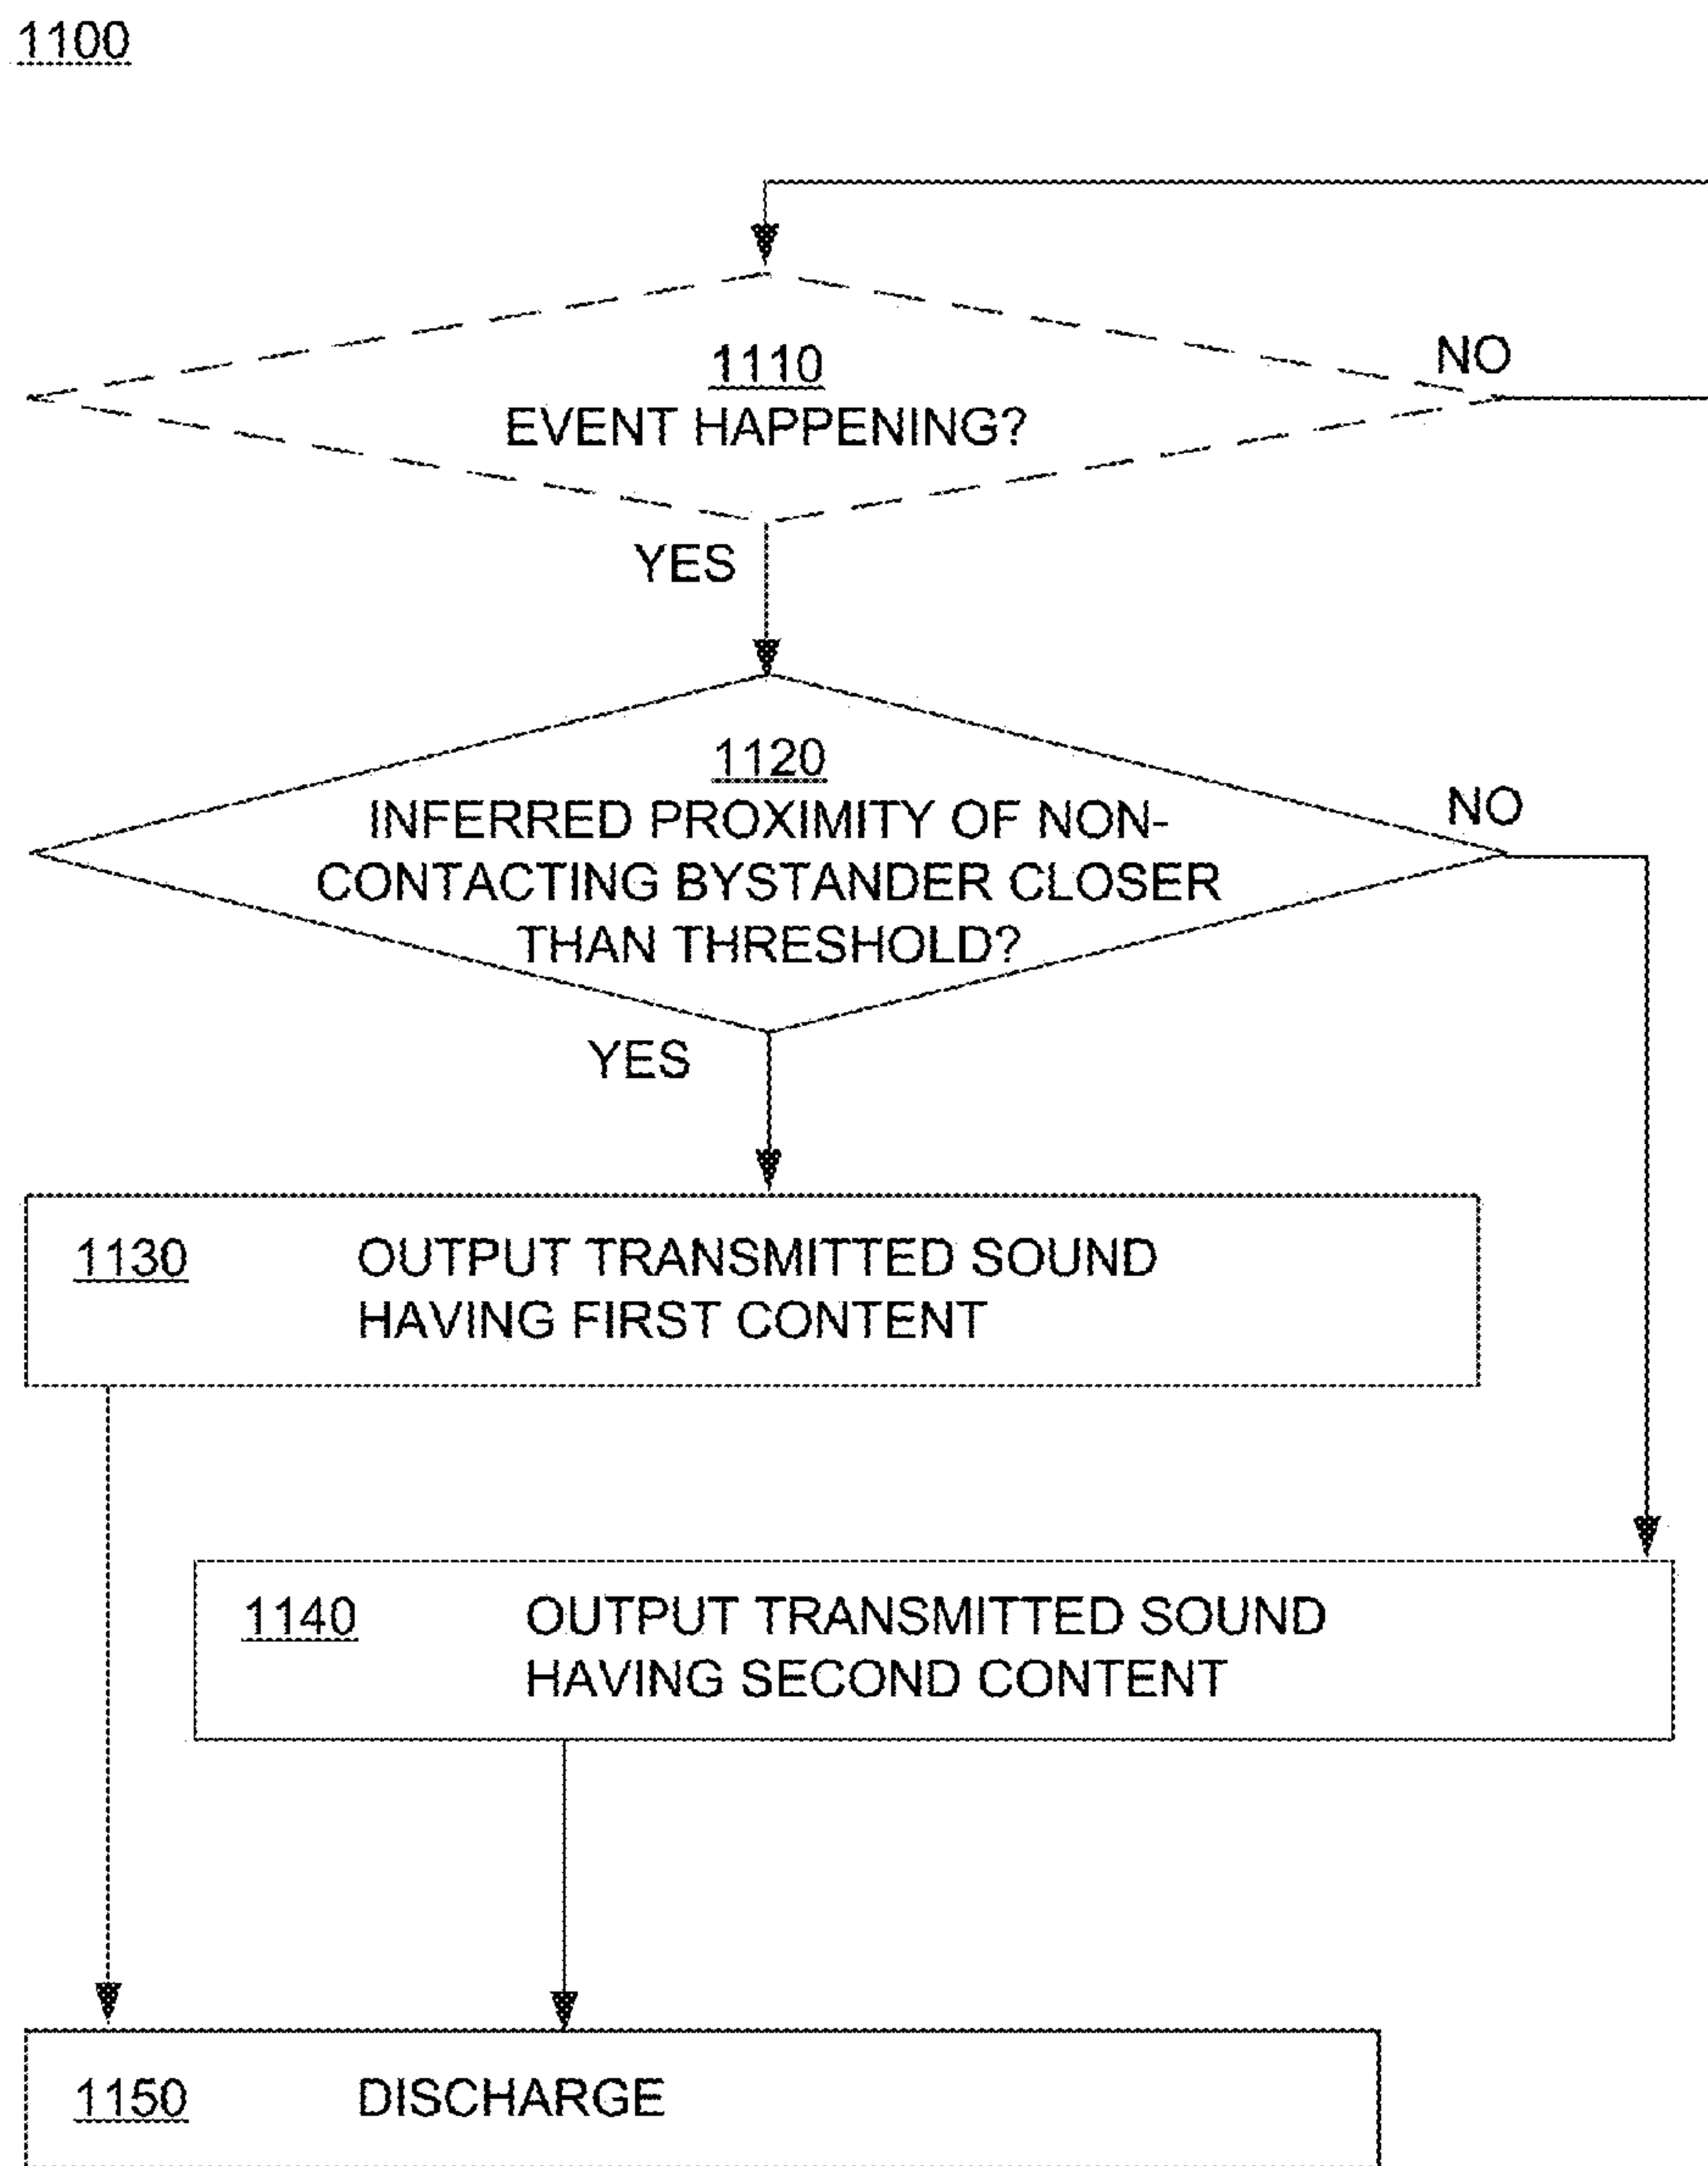 1100
1110
EVENT HAPPENING?
NO
YES
1120
INFERRED PROXIMITY OF NON-
CONTACTING BYSTANDER CLOSER
THAN THRESHOLD?
NO
YES
1130 OUTPUT TRANSMITTED SOUND
HAVING FIRST CONTENT
1140 OUTPUT TRANSMITTED SOUND
HAVING SECOND CONTENT
1150 DISCHARGE